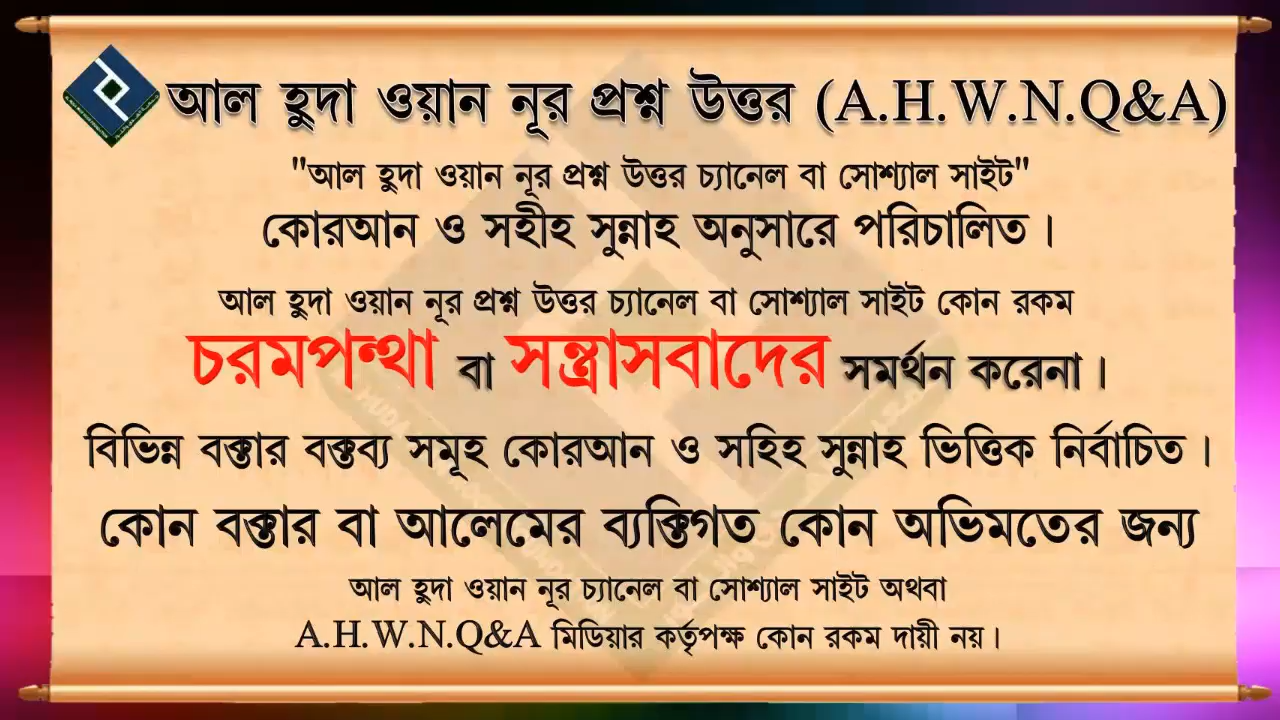 আল হুদা ওয়ান নূর প্রশ্ন উত্তর (A.H.W.N.Q&A)
"আল হুদা ওয়ান নূর প্রশ্ন উত্তর চ্যানেল বা সোশ্যাল সাইট"
কোরআন ও সহীহ সুন্নাহ অনুসারে পরিচালিত।
আল হুদা ওয়ান নূর প্রশ্ন উত্তর চ্যানেল বা সোশ্যাল সাইট কোন রকম
চরমপন্থা বা সন্ত্রাসবাদের সমর্থন করেনা।
বিভিন্ন বক্তার বক্তব্য সমূহ কোরআন ও সহিহ সুন্নাহ ভিত্তিক নির্বাচিত।
কোন বক্তার বা আলেমের ব্যক্তিগত কোন অভিমতের জন্য
আল হুদা ওয়ান নূর চ্যানেল বা সোশ্যাল সাইট অথবা
A.H.W.N.Q&A মিডিয়ার কর্তৃপক্ষ কোন রকম দায়ী নয়।